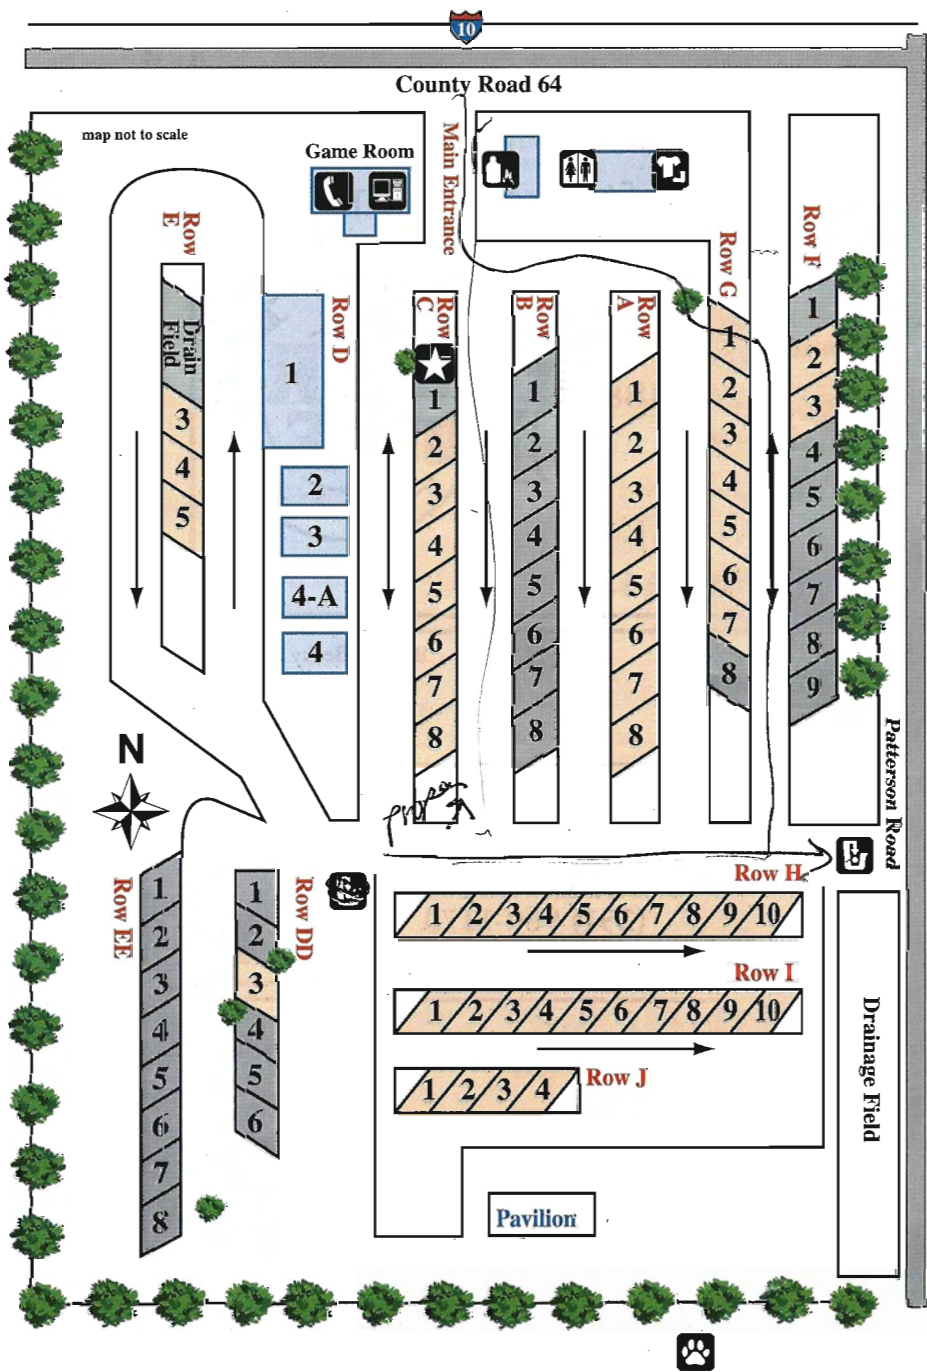 10
County Road 64
map not to scale
Game Room
Main Entrance
Row E
Drain Field
3
4
5
Row D
1
2
3
4-A
4
Row C
1
2
3
4
5
6
7
8
Row B
1
2
3
4
5
6
7
8
Row A
1
2
3
4
5
6
7
8
Row G
1
2
3
4
5
6
7
8
Row F
1
2
3
4
5
6
7
8
9
Patterson Road
N
Row EE
1
2
3
4
5
6
7
8
Row DD
1
2
3
4
5
6
Row H
1 2 3 4 5 6 7 8 9 10
Row I
1 2 3 4 5 6 7 8 9 10
Row J
1 2 3 4
Drainage Field
Pavilion